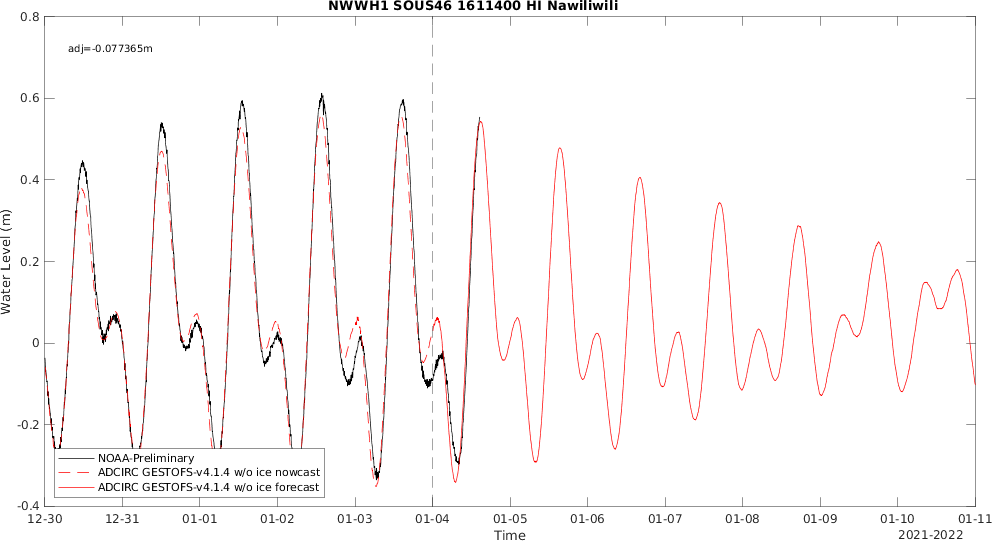 NWWH1 SOUS46 1611400 HI Nawiliwili
adj=-0.077365m
Water Level (m)
0.8
0.6
0.4
0.2
0
-0.2
-0.4
NOAA-Preliminary
ADCIRC GESTOFS-v4.1.4 w/o ice nowcast
ADCIRC GESTOFS-v4.1.4 w/o ice forecast
12-30 12-31 01-01 01-02 01-03 01-04 01-05 01-06 01-07 01-08 01-09 01-10 01-11
Time
2021-2022